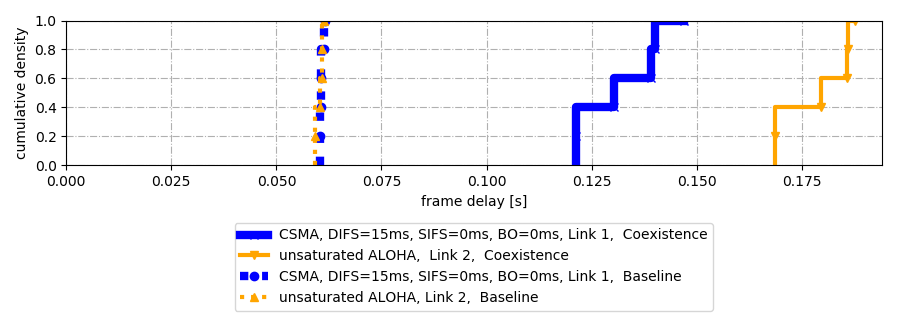 1.0
0.8
0.6
0.4
0.2
0.0
cumulative density
0.000 0.025 0.050 0.075 0.100 0.125 0.150 0.175
frame delay [s]
CSMA, DIFS=15ms, SIFS=0ms, BO=0ms, Link 1,  Coexistence
unsaturated ALOHA,  Link 2,  Coexistence
CSMA, DIFS=15ms, SIFS=0ms, BO=0ms, Link 1,  Baseline
unsaturated ALOHA, Link 2,  Baseline